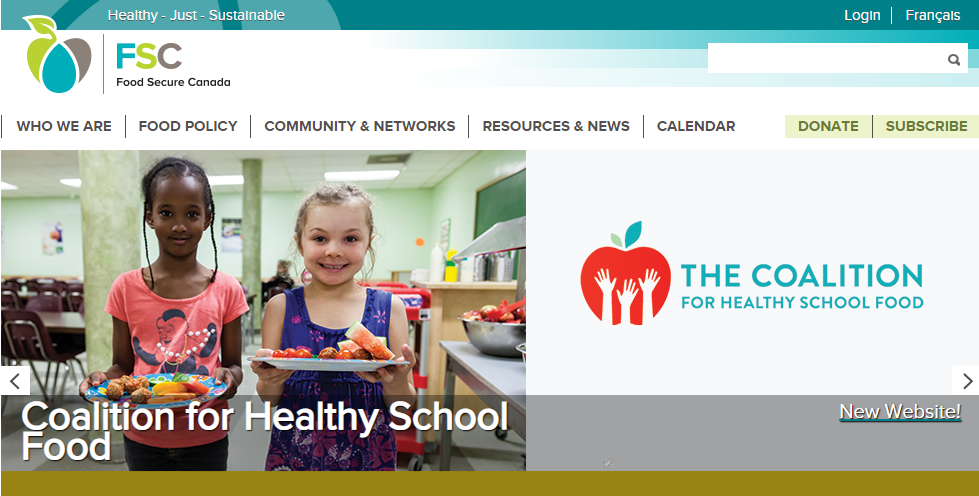 Healthy - Just - Sustainable
Login Français
FSC
Food Secure Canada
WHO WE ARE FOOD POLICY COMMUNITY & NETWORKS RESOURCES & NEWS CALENDAR DONATE SUBSCRIBE
THE COALITION
FOR HEALTHY SCHOOL FOOD
Coalition for Healthy School
Food
New Website!